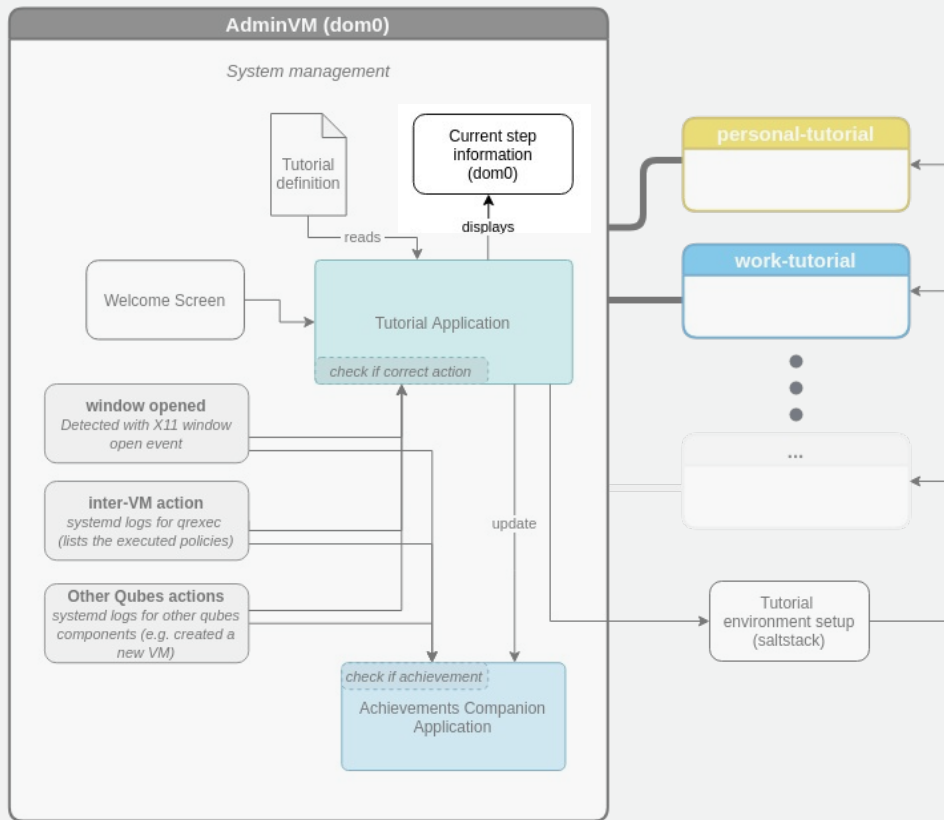 AdminVM (dom0)
System management
Tutorial
definition
Current step
information
(dom0)
reads
displays
Welcome Screen
Tutorial Application
check if correct action
window opened
Detected with X11 window
open event
inter-VM action
systemd logs for qrexec
(lists the executed policies)
Other Qubes actions
systemd logs for other qubes
components (e.g. created a
new VM)
update
check if achievement
Achievements Companion
Application
personal-tutorial
work-tutorial
...
Tutorial
environment setup
(saltstack)